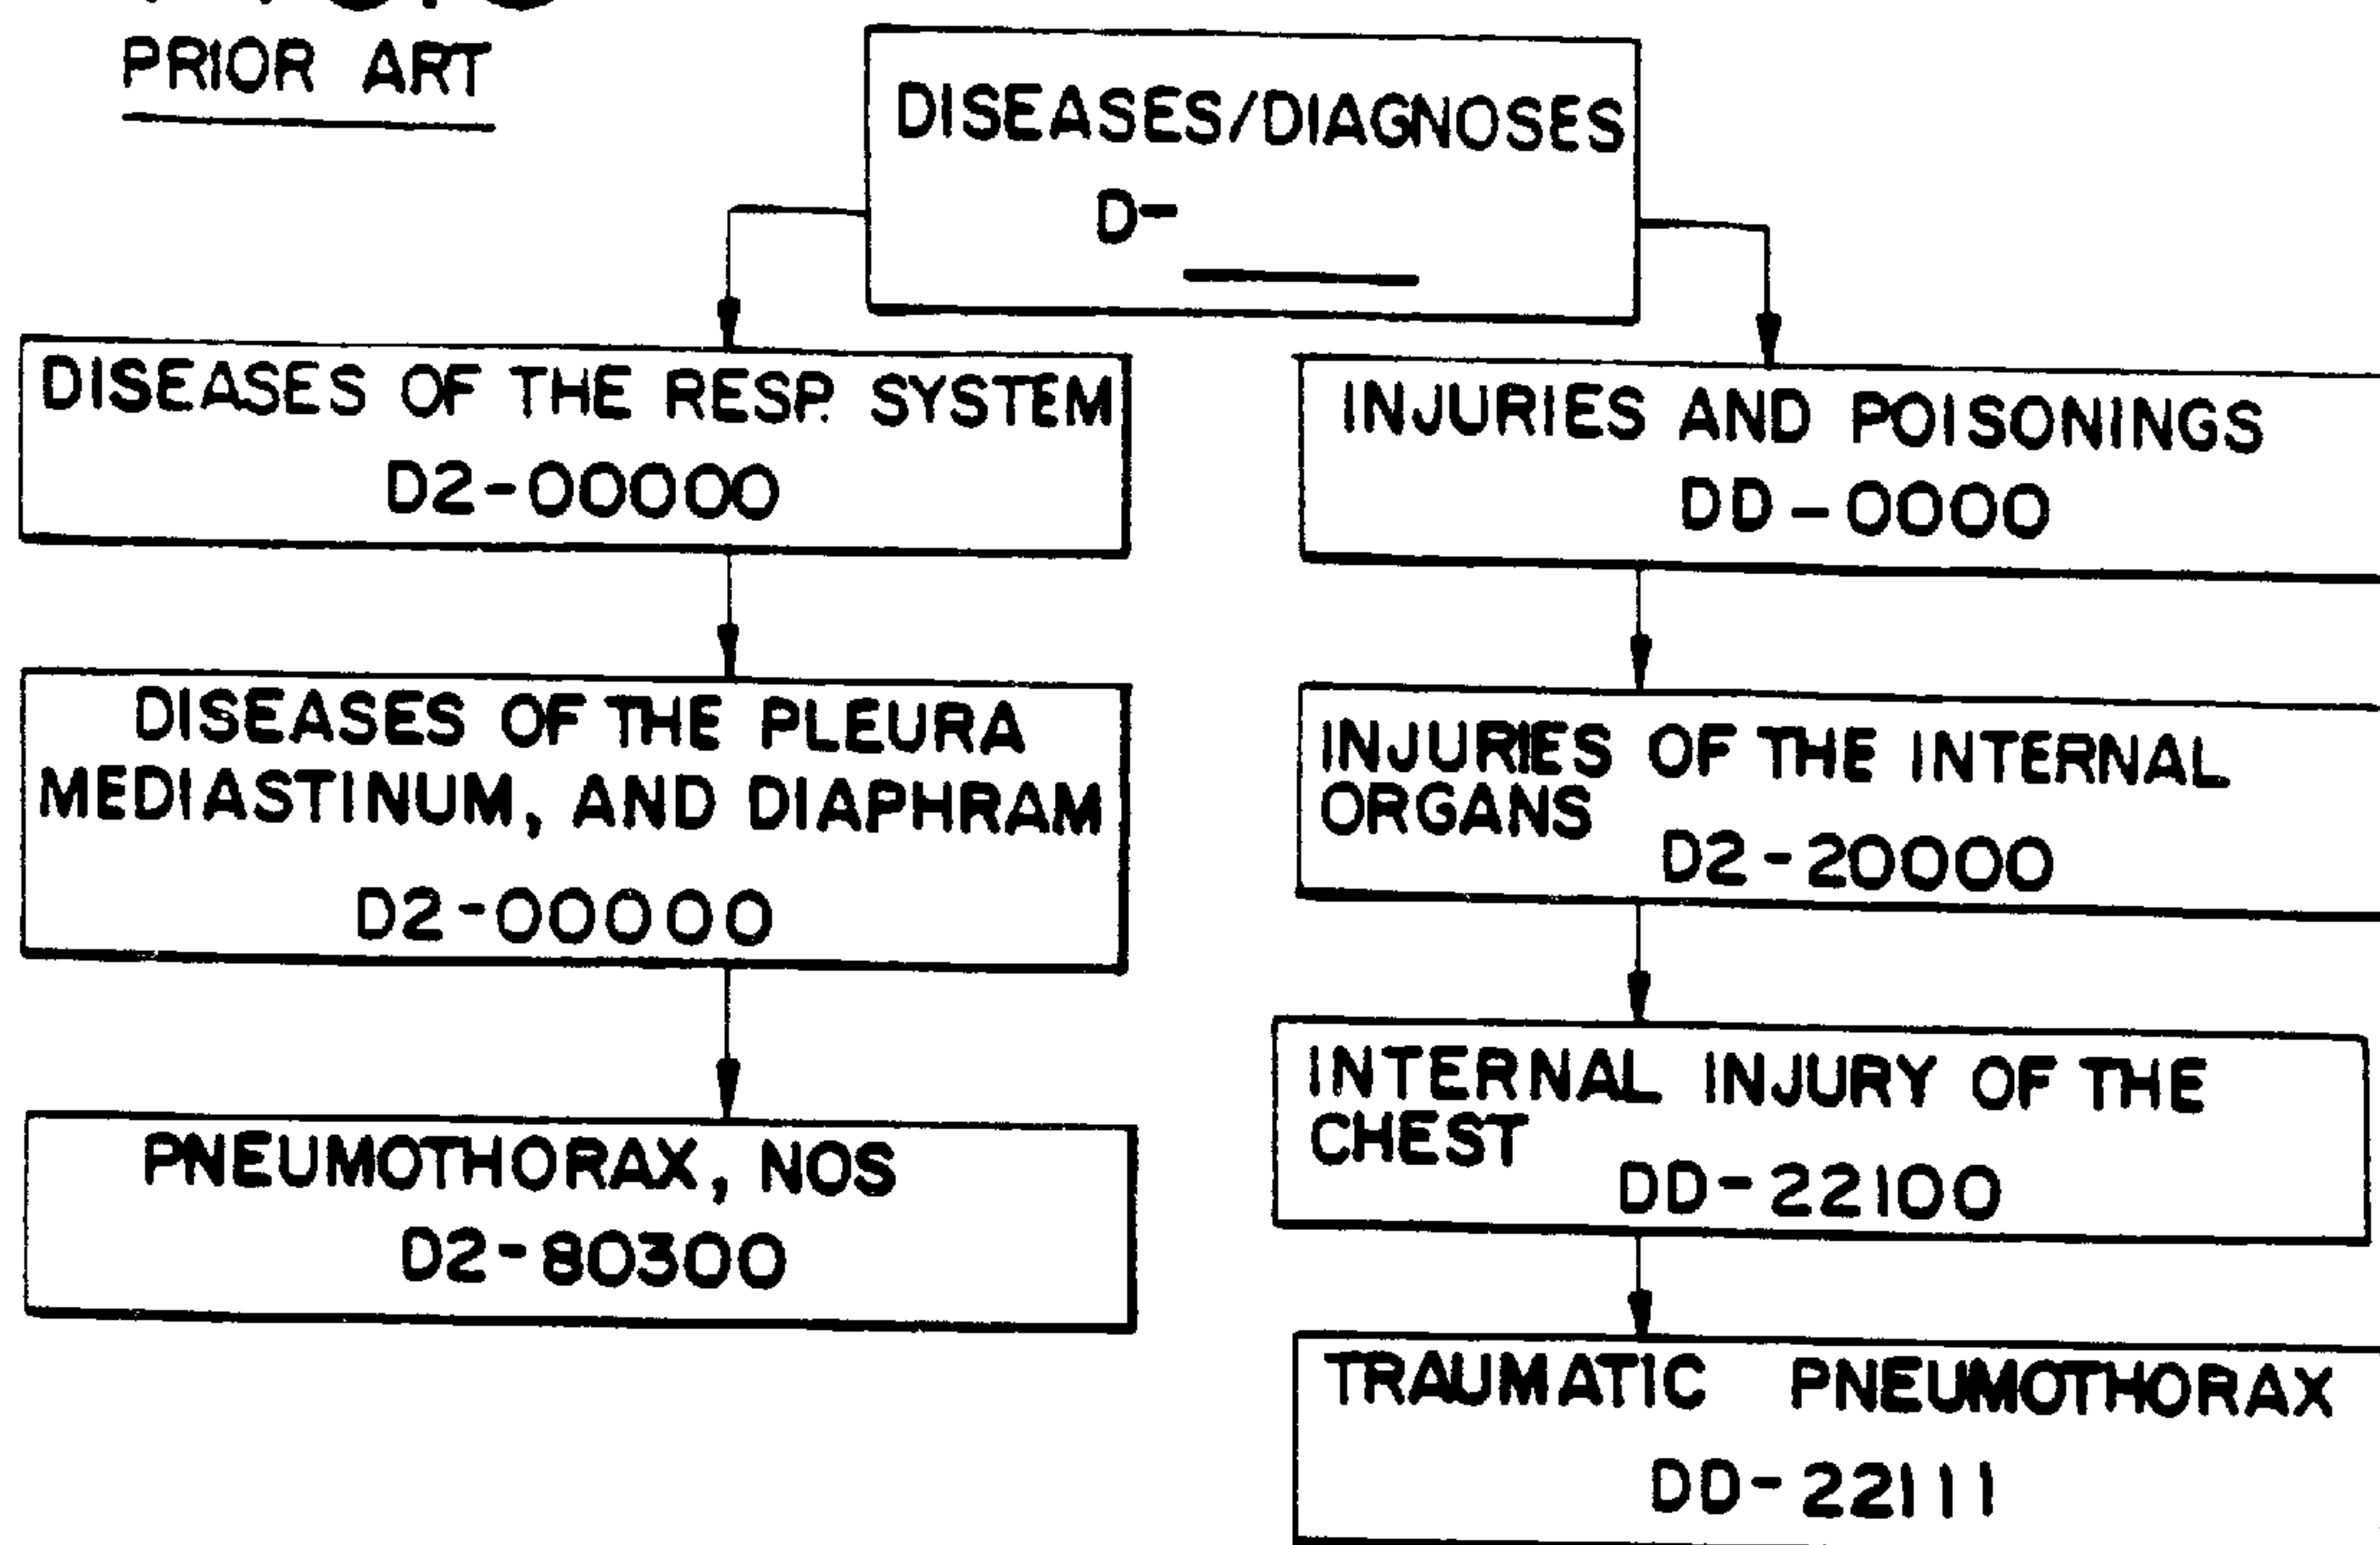 PRIOR ART
DISEASES/DIAGNOSES
D-
DISEASES OF THE RESP. SYSTEM
D2-00000
DISEASES OF THE PLEURA
MEDIASTINUM, AND DIAPHRAM
D2-00000
PNEUMOTHORAX, NOS
D2-80300
INJURIES AND POISONINGS
DD-0000
INJURIES OF THE INTERNAL
ORGANS
D2-20000
INTERNAL INJURY OF THE
CHEST
DD-22100
TRAUMATIC PNEUMOTHORAX
DD-22111